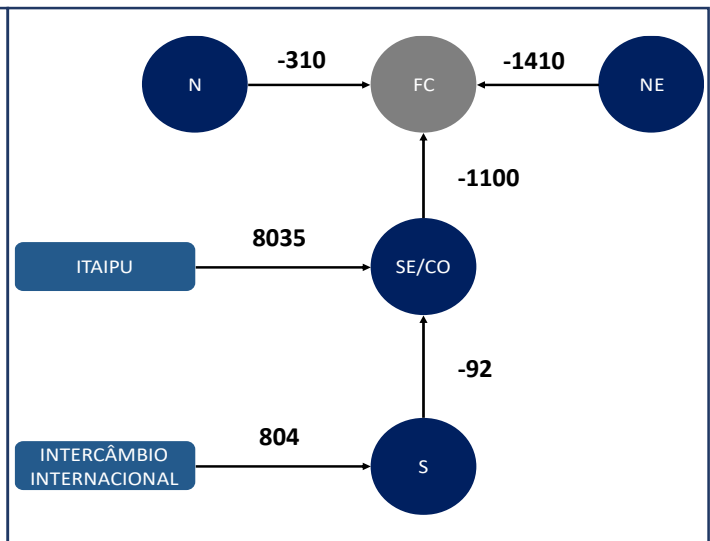 -310
-1410
N
FC
NE
-1100
8035
ITAIPU
SE/CO
-92
804
INTERCÂMBIO
INTERNACIONAL
S